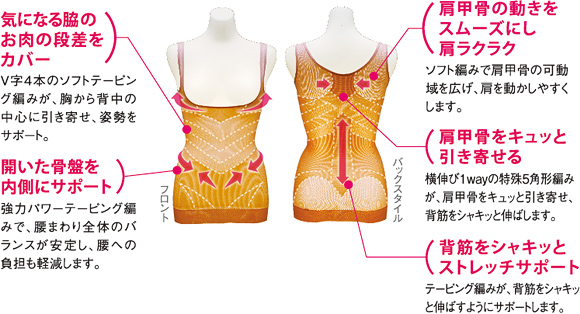 気になる脇の
お肉の段差を
カバー
V字4本のソフトテーピン
グ編みが、胸から背中の
中心に引き寄せ、姿勢を
サポート。
開いた骨盤を
内側にサポート
強力パワーテーピング編
みで、腰まわり全体のバ
ランスが安定し、腰への
負担も軽減します。
フロント
バックスタイル
肩甲骨の動きを
スムーズにし
肩ラクラク
ソフト編みで肩甲骨の可動
域を広げ、肩を動かしやすく
します。
肩甲骨をキュッと
引き寄せる
横伸び1wayの特殊5角形編み
が、肩甲骨をキュッと引き寄せ、
背筋をシャキッと伸ばします。
背筋をシャキッと
ストレッチサポート
テーピング編みが、背筋をシャキッ
と伸ばすようにサポートします。